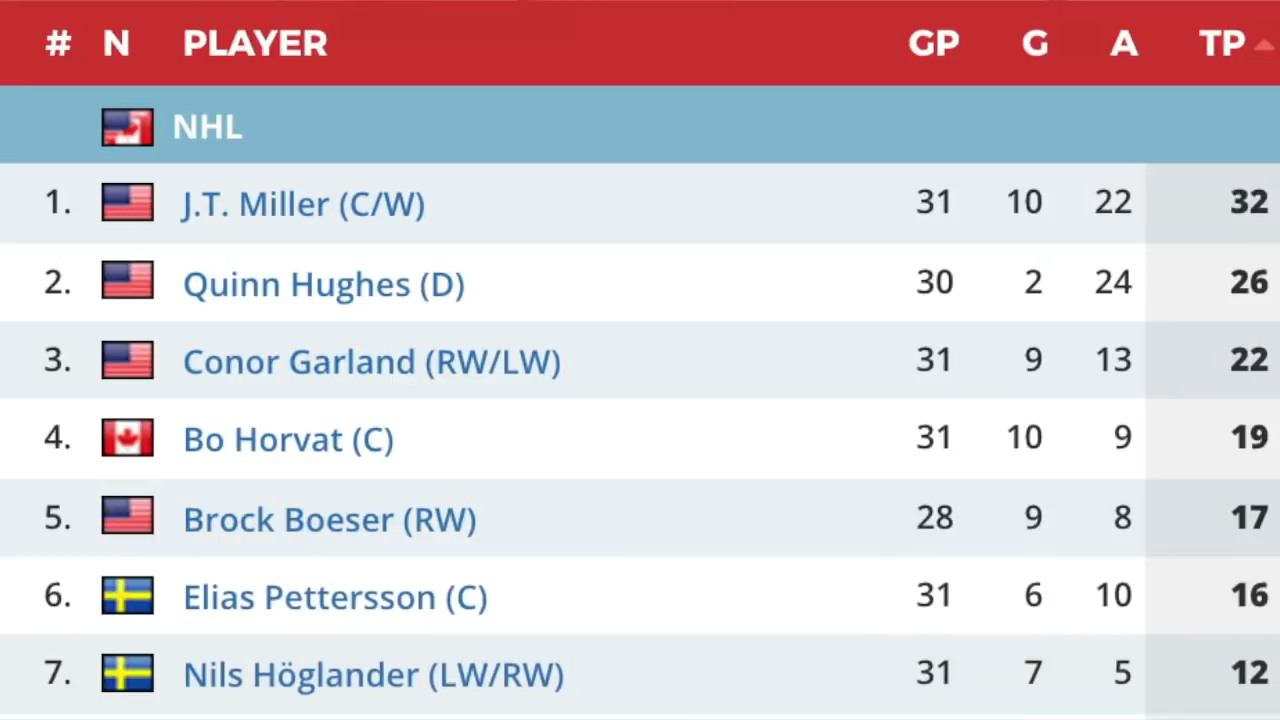 # N PLAYER GP G A TP
NHL
1. J.T. Miller (C/W) 31 10 22 32
2. Quinn Hughes (D) 30 2 24 26
3. Conor Garland (RW/LW) 31 9 13 22
4. Bo Horvat (C) 31 10 9 19
5. Brock Boeser (RW) 28 9 8 17
6. Elias Pettersson (C) 31 6 10 16
7. Nils Höglander (LW/RW) 31 7 5 12